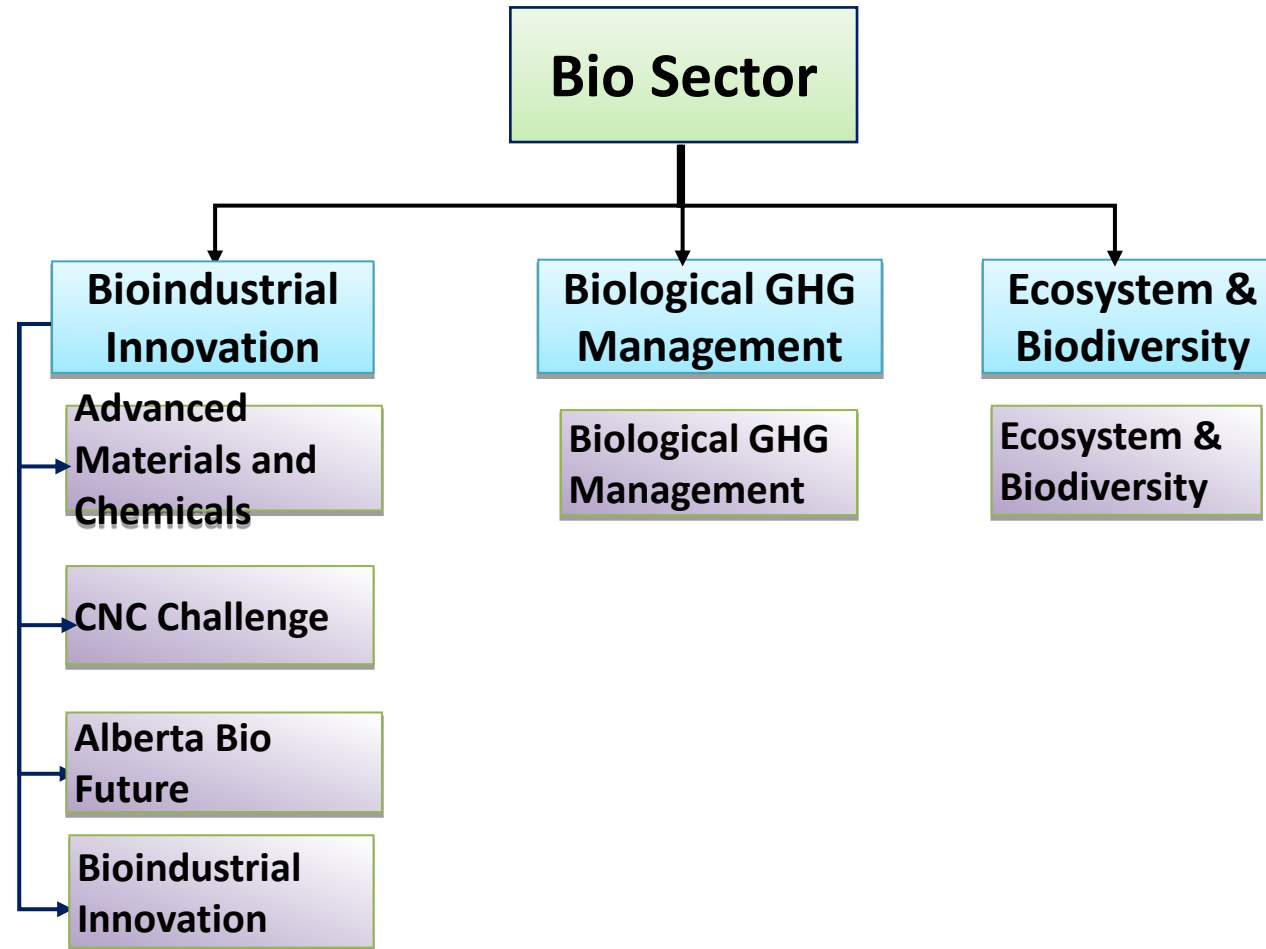 Bio Sector
Bioindustrial
Innovation
Biological GHG
Management
Ecosystem &
Biodiversity
Advanced
Materials and
Chemicals
Biological GHG
Management
Ecosystem &
Biodiversity
CNC Challenge
Alberta Bio
Future
Bioindustrial
Innovation